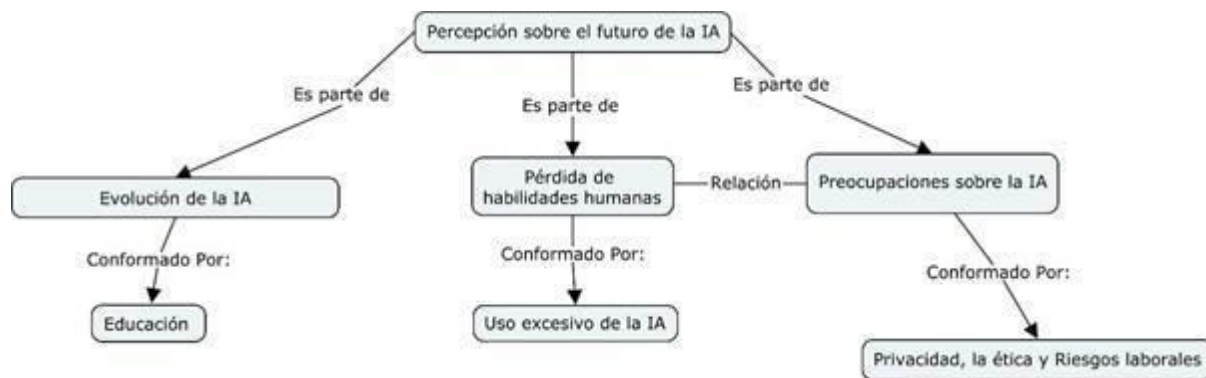 Percepción sobre el futuro de la IA
Es parte de
Es parte de
Es parte de
Evolución de la IA
Pérdida de
habilidades humanas
Relación
Preocupaciones sobre la IA
Conformado Por:
Conformado Por:
Conformado Por:
Educación
Uso excesivo de la IA
Privacidad, la ética y Riesgos laborales